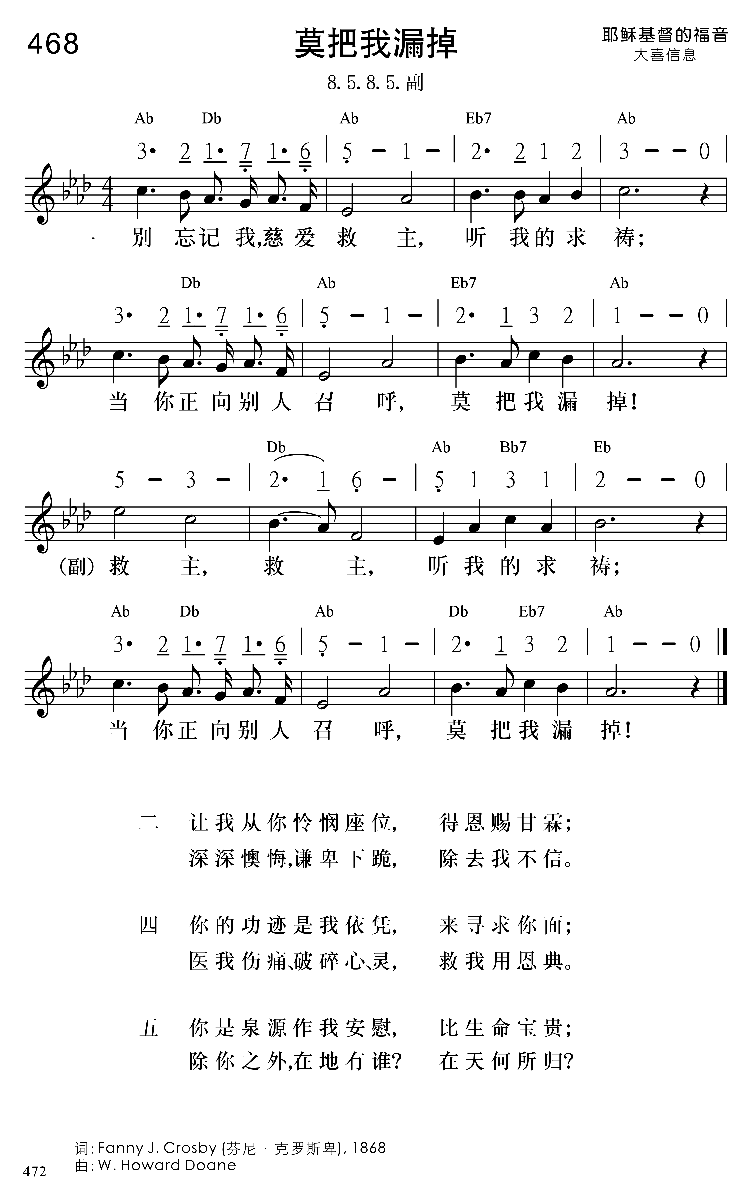 468
莫把我漏掉
耶稣基督的福音
大喜信息
8.5.8.5.副
Ab Db Ab Eb7 Ab
3• 2 1• 7 1• 6 | 5 – 1 – | 2• 2 1 2 | 3 – – 0 |
别忘记我,慈爱救主, 听我的求祷;
Db Ab Eb7 Ab
3• 2 1• 7 1• 6 | 5 – 1 – | 2• 1 3 2 | 1 – – 0 |
当你正向别人召呼, 莫把我漏掉!
Db Ab Bb7 Eb
5 – 3 – | 2• 1 6 – | 5 1 3 1 | 2 – – 0 |
(副)救主, 救主, 听我的求祷;
Ab Db Ab Db Eb7 Ab
3• 2 1• 7 1• 6 | 5 – 1 – | 2• 1 3 2 | 1 – – 0 ‖
当你正向别人召呼, 莫把我漏掉!
二 让我从你怜悯座位, 得恩赐甘霖;
深深懊悔,谦卑下跪, 除去我不信。
四 你的功迹是我依凭, 来寻求你面;
医我伤痛、破碎心、灵, 救我用恩典。
五 你是泉源作我安慰, 比生命宝贵;
除你之外,在地有谁? 在天何所归?
词: Fanny J. Crosby (芬尼·克罗斯卑), 1868
曲: W. Howard Doane
472